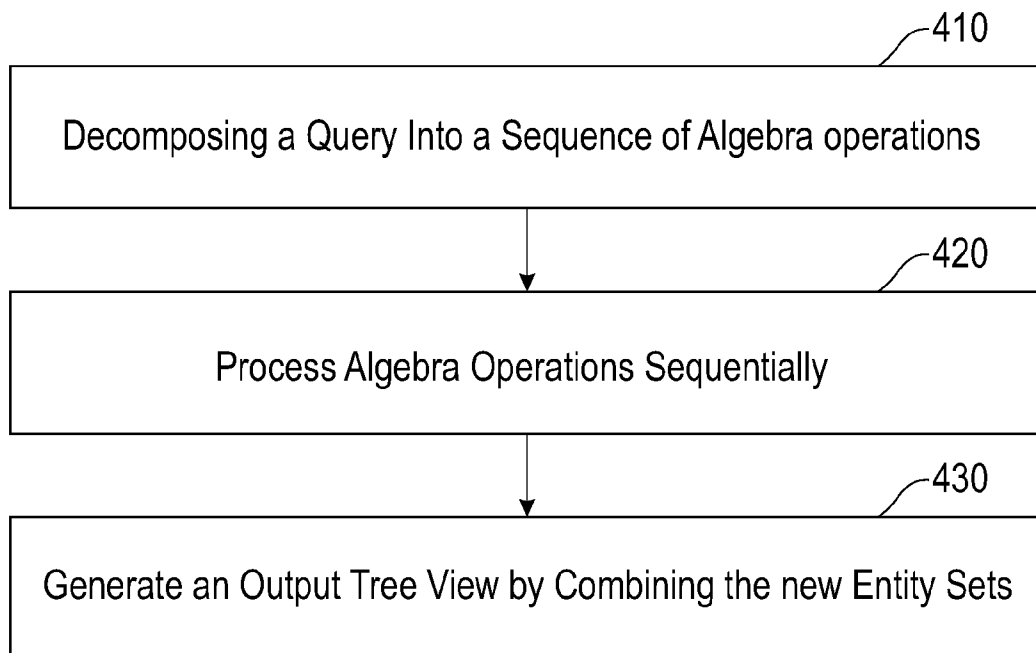 410
Decomposing a Query Into a Sequence of Algebra operations
420
Process Algebra Operations Sequentially
430
Generate an Output Tree View by Combining the new Entity Sets